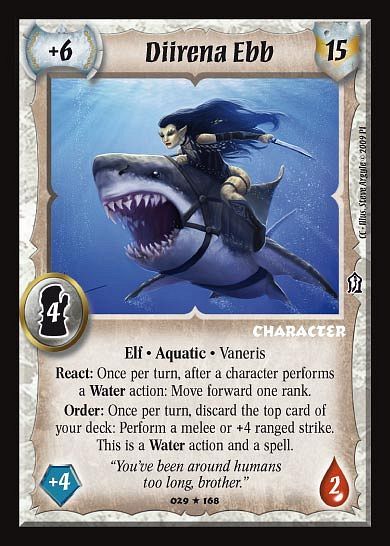 +6
Diirena Ebb
15
CC • Illus. Steve Argyle © 2009 PI
4
CHARACTER
Elf • Aquatic • Vaneris
React: Once per turn, after a character performs
a Water action: Move forward one rank.
Order: Once per turn, discard the top card of
your deck: Perform a melee or +4 ranged strike.
This is a Water action and a spell.
“You’ve been around humans
too long, brother.”
+4
2
029 ★ 168